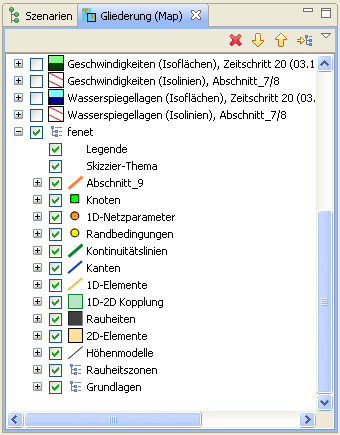 Szenarien
Gliederung (Map)
Geschwindigkeiten (Isoflächen), Zeitschritt 20 (03.1
Geschwindigkeiten (Isolinien), Abschnitt_7/8
Wasserspiegellagen (Isoflächen), Zeitschritt 20 (03
Wasserspiegellagen (Isolinien), Abschnitt_7/8
fenet
Legende
Skizzier-Thema
Abschnitt_9
Knoten
1D-Netzparameter
Randbedingungen
Kontinuitätslinien
Kanten
1D-Elemente
1D-2D Kopplung
Rauheiten
2D-Elemente
Höhenmodelle
Rauheitszonen
Grundlagen